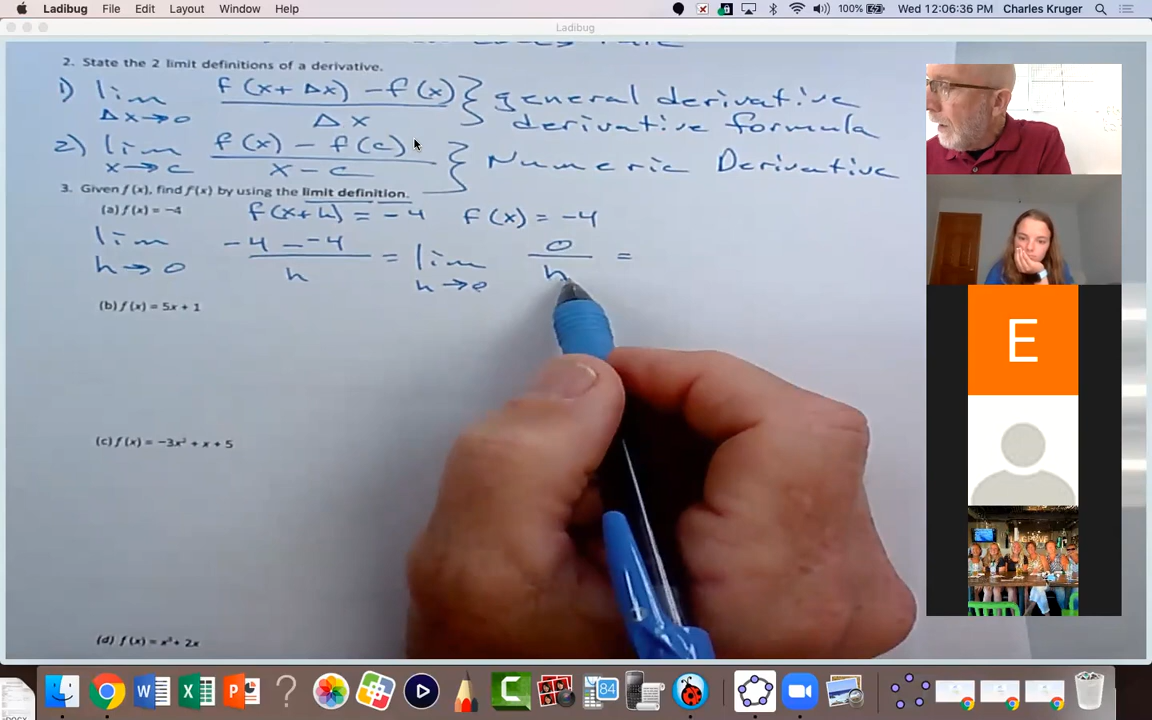 Ladibug File Edit Layout Window Help 100% Wed 12:06:36 PM Charles Kruger
Ladibug
2. State the 2 limit definitions of a derivative.
1) lim Δx→0 f(x+Δx) - f(x) / Δx } general derivative
derivative formula
2) lim x→c f(x) - f(c) / x - c } Numeric Derivative
3. Given f (x), find f'(x) by using the limit definition.
(a) f(x) = -4 f(x+h) = -4 f(x) = -4
lim h→0 -4 - -4 / h = lim h→0 0 / h =
(b) f(x) = 5x + 1
(c) f(x) = -3x² + x + 5
(d) f(x) = x³ + 2x
E
84